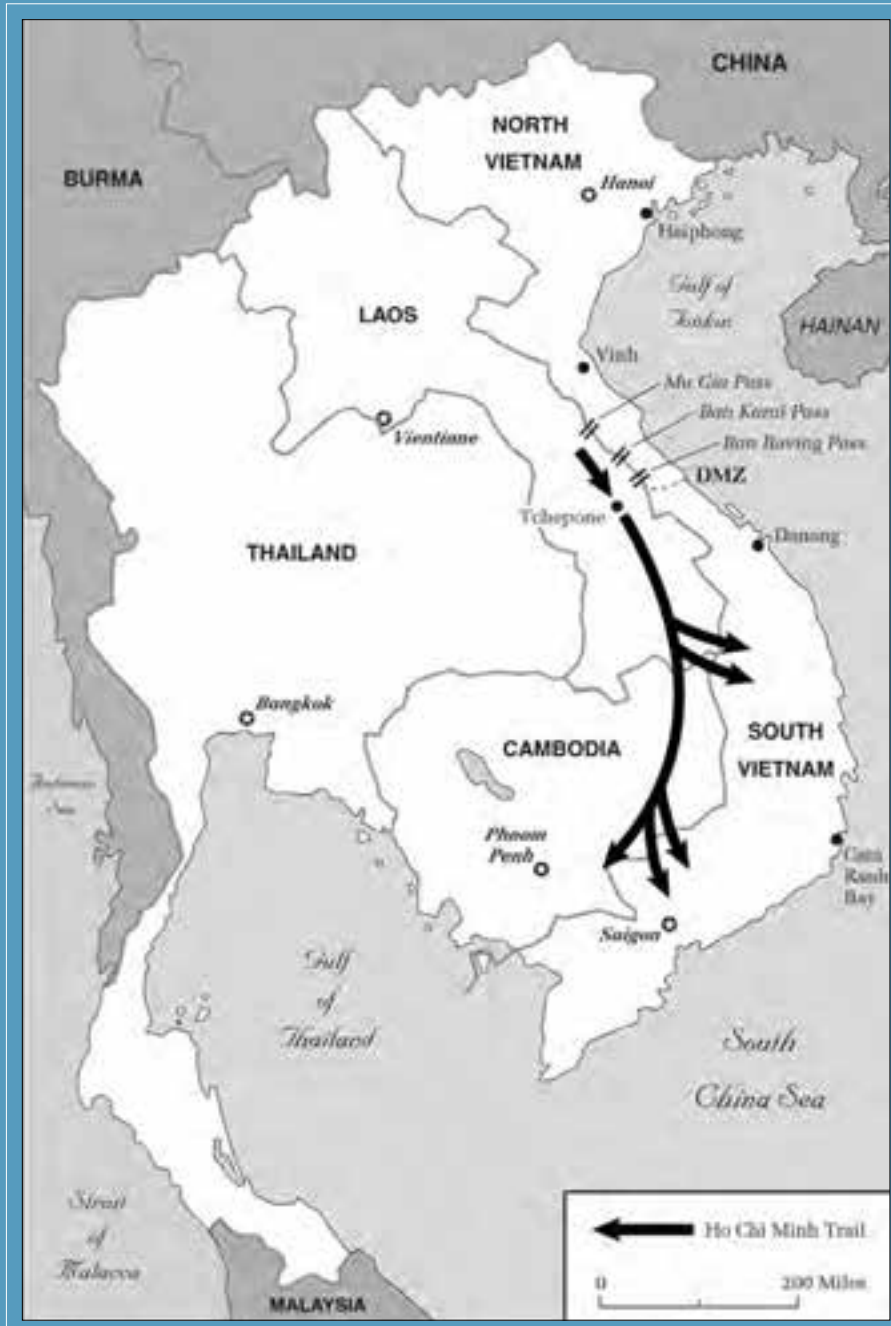 CHINA
NORTH
VIETNAM
BURMA
Hanoi
Haiphong
Gulf of
Tonkin
HAINAN
LAOS
Vinh
Mu Gia Pass
Ban Karai Pass
Vientiane
Ban Raving Pass
DMZ
Tchepone
Danang
THAILAND
Bangkok
CAMBODIA
SOUTH
VIETNAM
Andaman
Sea
Phnom
Penh
Cam
Ranh
Bay
Saigon
Gulf
of
Thailand
South
China Sea
Strait
of
Malacca
MALAYSIA
Ho Chi Minh Trail
0
200 Miles